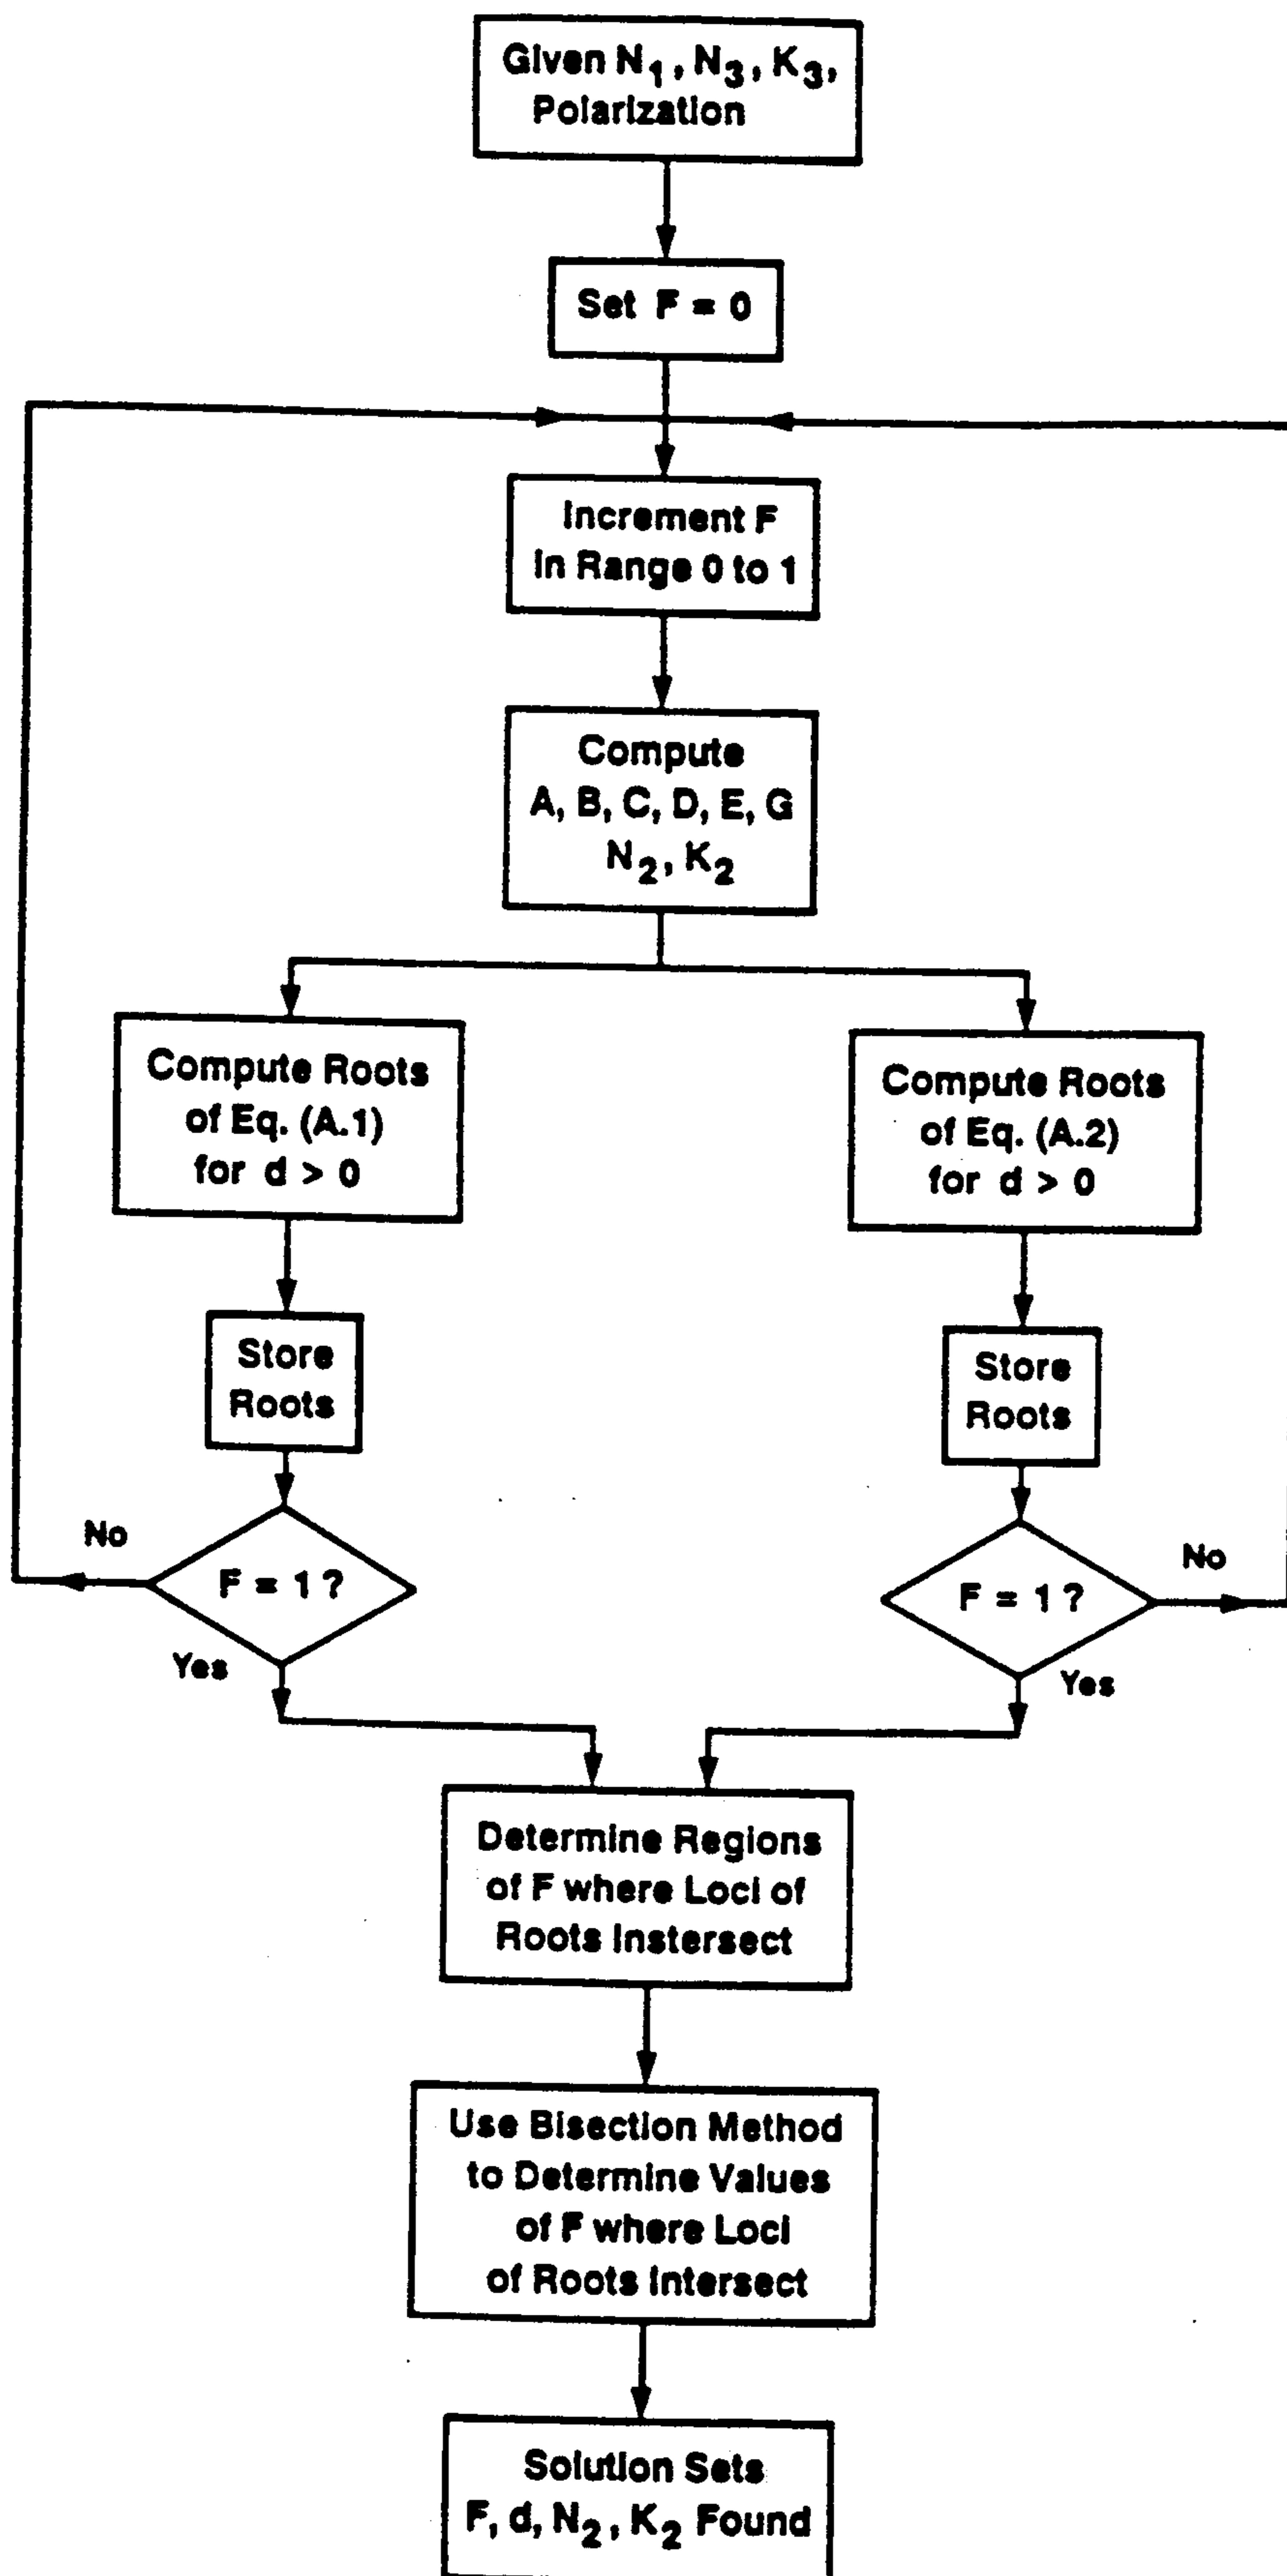 Given N1, N3, K3,
Polarization
Set F = 0
Increment F
in Range 0 to 1
Compute
A, B, C, D, E, G
N2, K2
Compute Roots
of Eq. (A.1)
for d > 0
Compute Roots
of Eq. (A.2)
for d > 0
Store
Roots
Store
Roots
No
F = 1 ?
Yes
F = 1 ?
No
Yes
Determine Regions
of F where Loci of
Roots Instersect
Use Bisection Method
to Determine Values
of F where Loci
of Roots Intersect
Solution Sets
F, d, N2, K2 Found